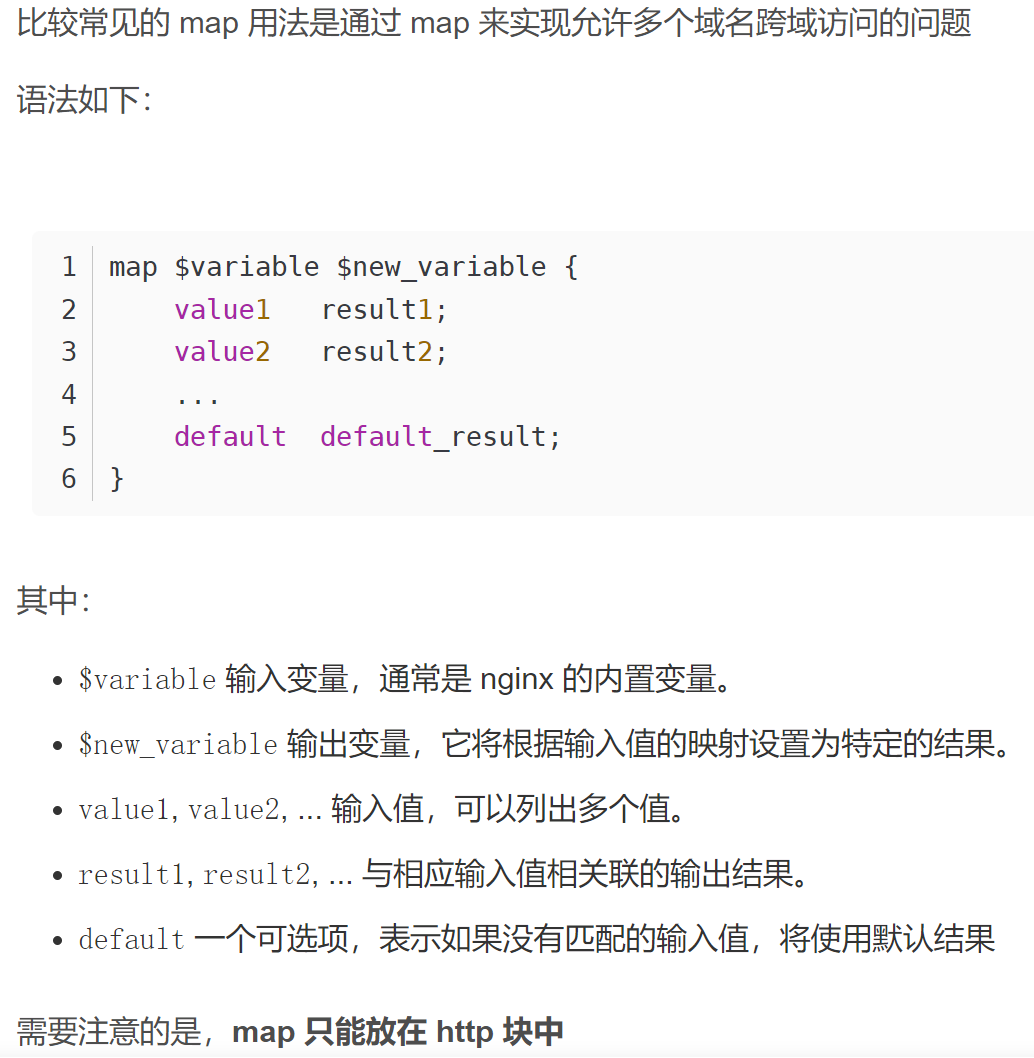 比较常见的 map 用法是通过 map 来实现允许多个域名跨域访问的问题
语法如下：
1 map $variable $new_variable {
2     value1   result1;
3     value2   result2;
4     ...
5     default  default_result;
6 }
其中：
• $variable 输入变量，通常是 nginx 的内置变量。
• $new_variable 输出变量，它将根据输入值的映射设置为特定的结果。
• value1, value2, ... 输入值，可以列出多个值。
• result1, result2, ... 与相应输入值相关联的输出结果。
• default 一个可选项，表示如果没有匹配的输入值，将使用默认结果
需要注意的是，map 只能放在 http 块中